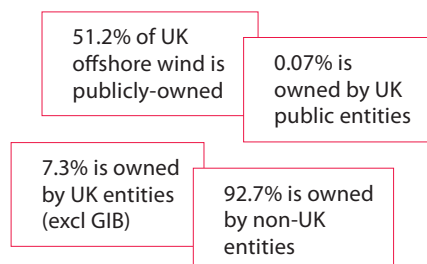 51.2% of UK
offshore wind is
publicly-owned
0.07% is
owned by UK
public entities
7.3% is owned
by UK entities
(excl GIB)
92.7% is owned
by non-UK
entities